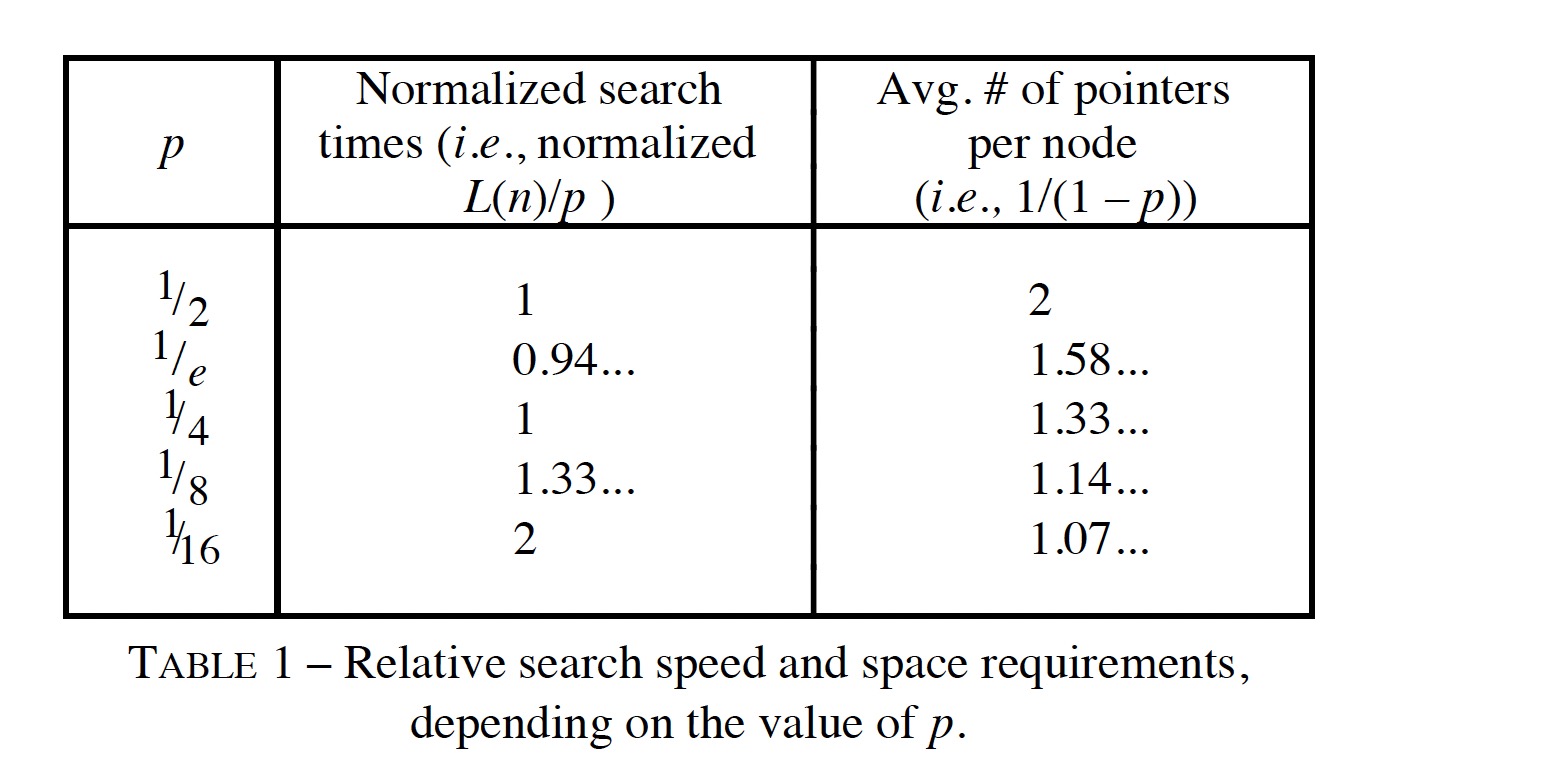 p
Normalized search
times (i.e., normalized
L(n)/p )
Avg. # of pointers
per node
(i.e., 1/(1 – p))
1/2 1 2
1/e 0.94... 1.58...
1/4 1 1.33...
1/8 1.33... 1.14...
1/16 2 1.07...
TABLE 1 – Relative search speed and space requirements,
depending on the value of p.